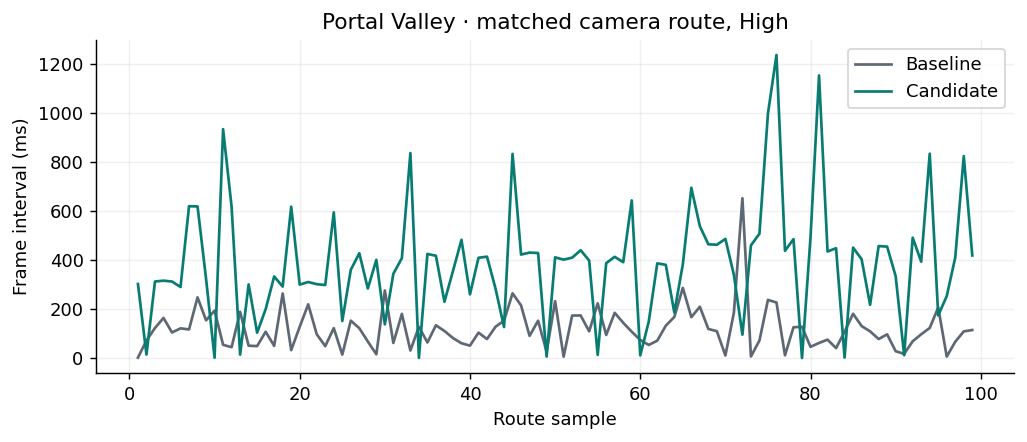 Portal Valley · matched camera route, High
Frame interval (ms)
1200
1000
800
600
400
200
0
0
20
40
60
80
100
Route sample
Baseline
Candidate